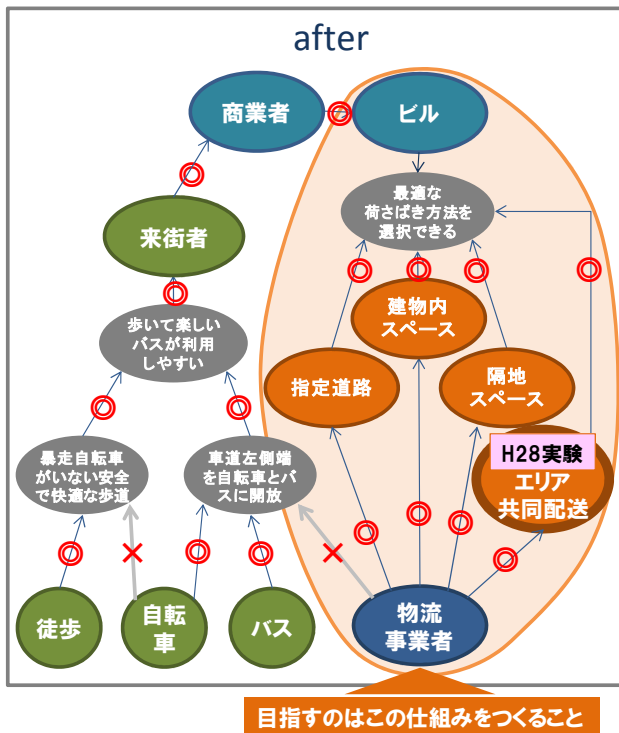 after
商業者
◎
ビル
◎
最適な
荷さばき方法を
選択できる
来街者
◎
◎
◎
◎
◎
建物内
スペース
歩いて楽しい
バスが利用
しやすい
指定道路
隔地
スペース
◎
◎
H28実験
エリア
共同配送
暴走自転車
がいない安全
で快適な歩道
車道左側端
を自転車とバ
スに開放
◎
×
◎
◎
×
◎
◎
◎
◎
徒歩
自転
車
バス
物流
事業者
目指すのはこの仕組みをつくること